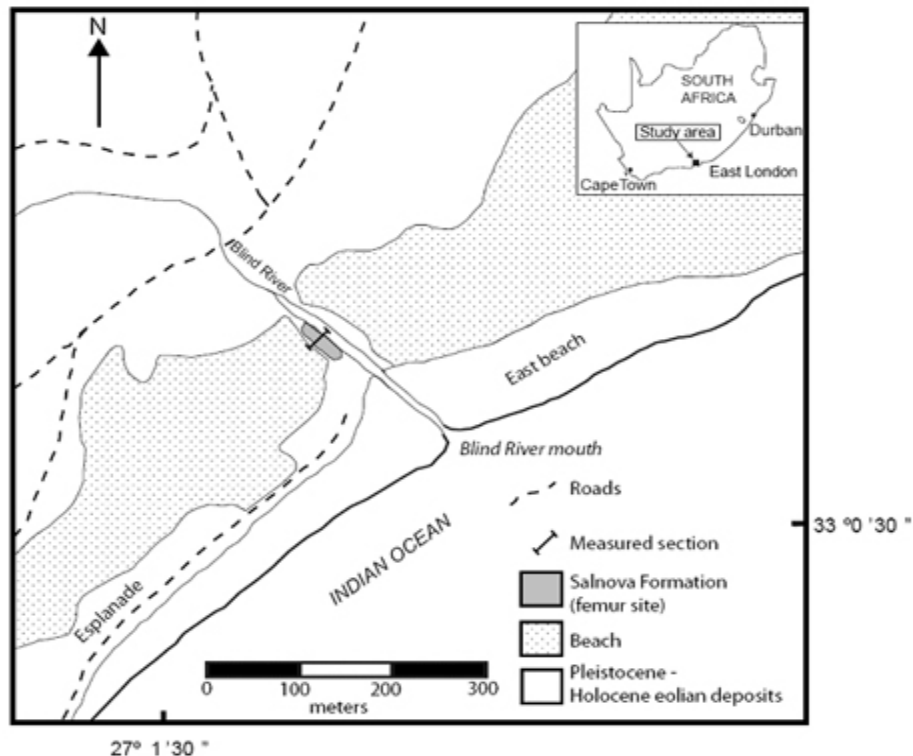 N
SOUTH
AFRICA
Durban
Study area
East London
Cape Town
Blind River
East beach
Blind River mouth
Roads
33 º0 '30 "
INDIAN OCEAN
Measured section
Salnova Formation
(femur site)
Esplanade
Beach
Pleistocene -
Holocene eolian deposits
0 100 200 300
meters
27º 1 '30 "